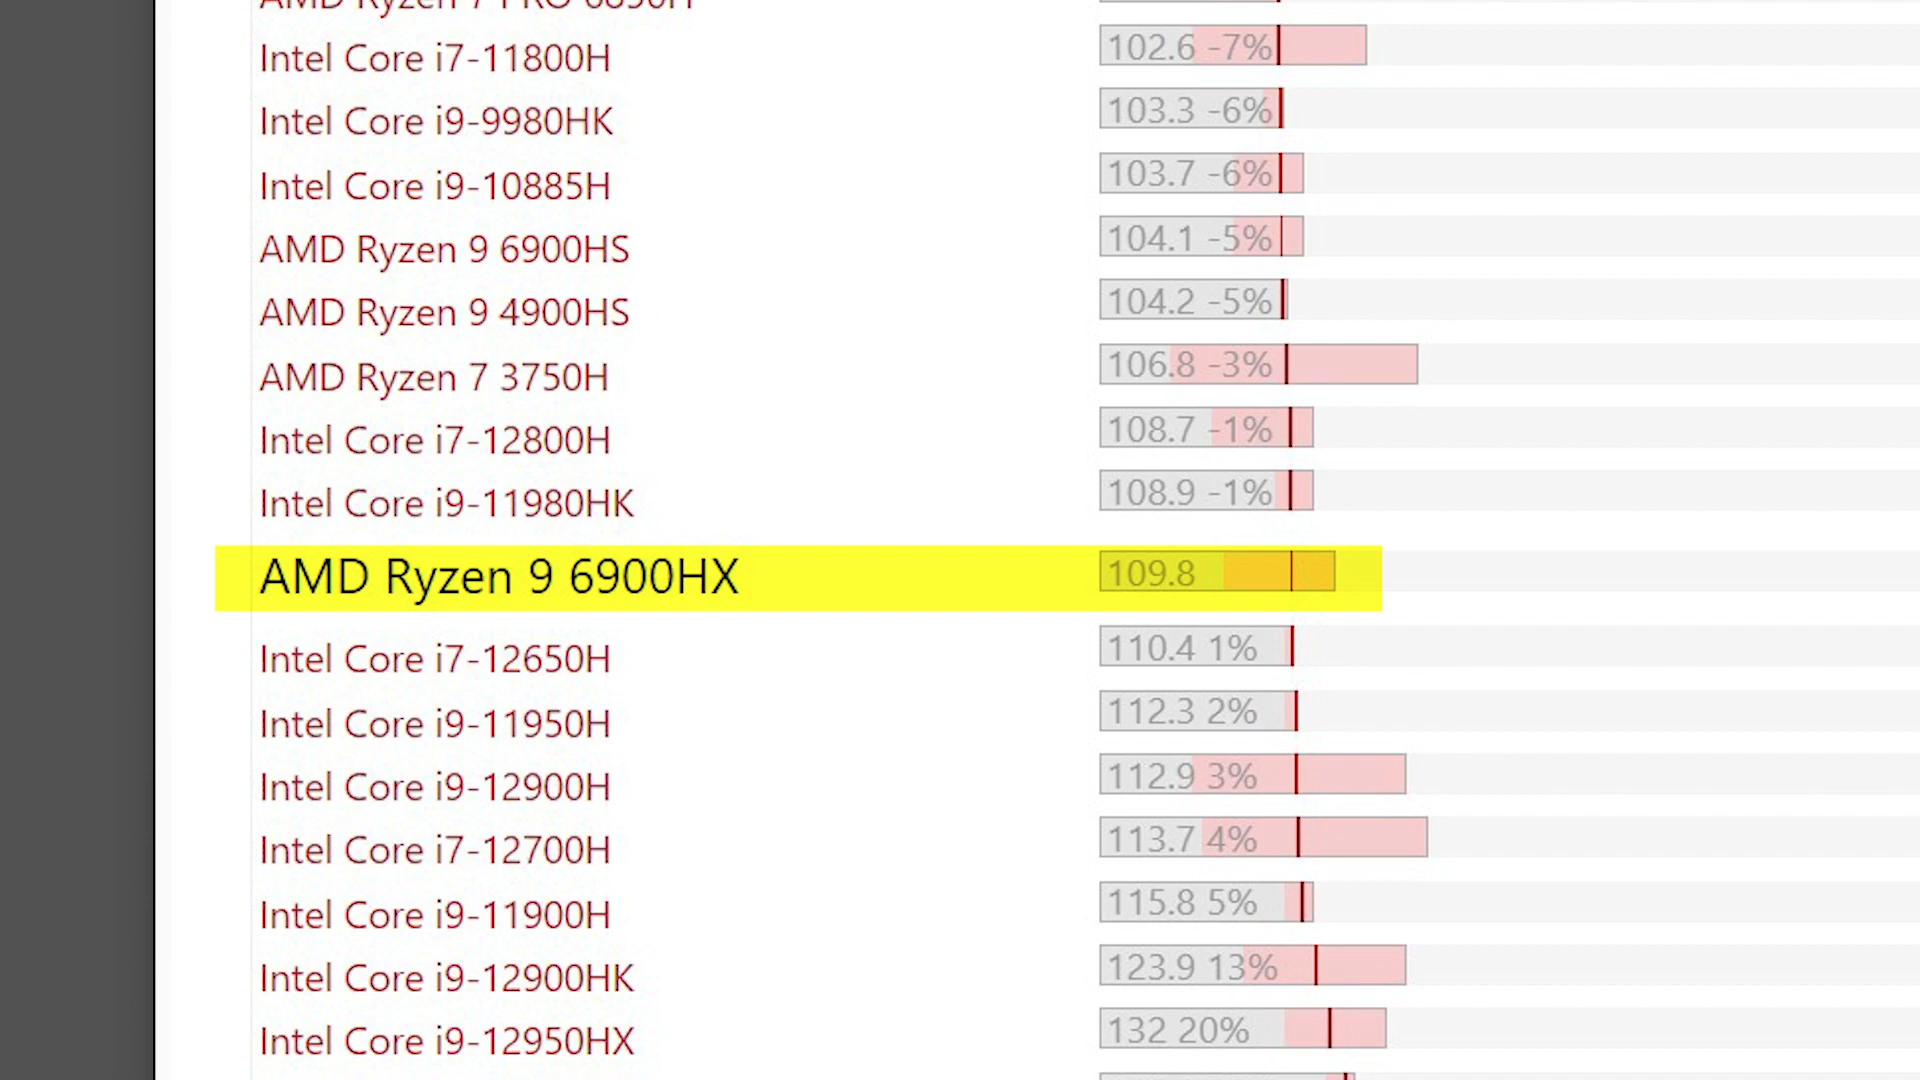 AMD Ryzen 7 PRO 6850H
Intel Core i7-11800H 102.6 -7%
Intel Core i9-9980HK 103.3 -6%
Intel Core i9-10885H 103.7 -6%
AMD Ryzen 9 6900HS 104.1 -5%
AMD Ryzen 9 4900HS 104.2 -5%
AMD Ryzen 7 3750H 106.8 -3%
Intel Core i7-12800H 108.7 -1%
Intel Core i9-11980HK 108.9 -1%
AMD Ryzen 9 6900HX 109.8
Intel Core i7-12650H 110.4 1%
Intel Core i9-11950H 112.3 2%
Intel Core i9-12900H 112.9 3%
Intel Core i7-12700H 113.7 4%
Intel Core i9-11900H 115.8 5%
Intel Core i9-12900HK 123.9 13%
Intel Core i9-12950HX 132 20%